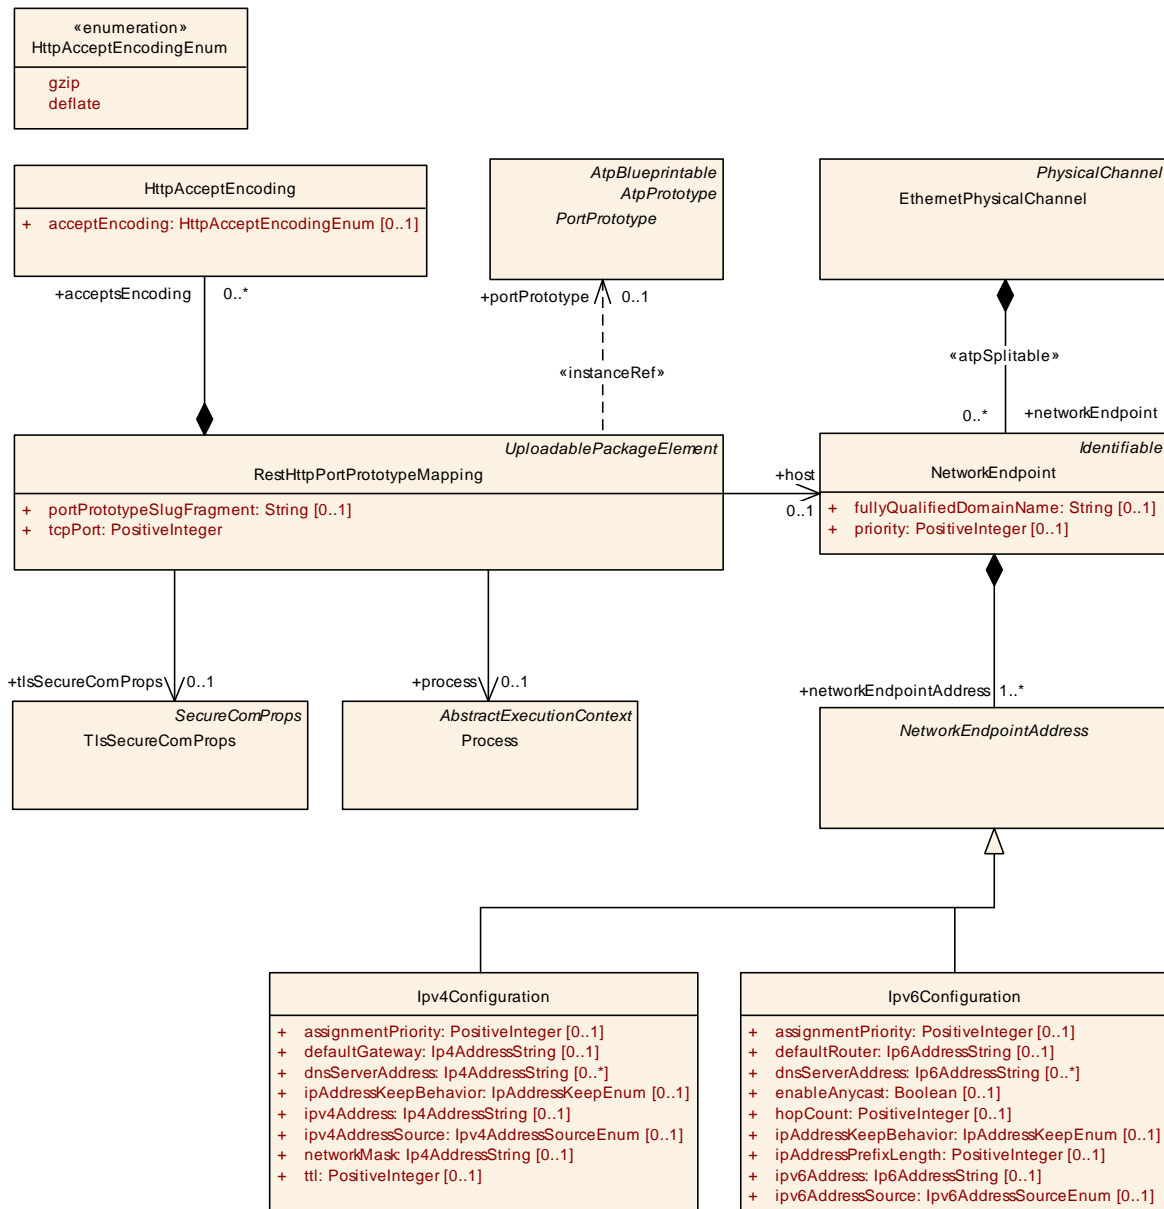 «enumeration»
HttpAcceptEncodingEnum
gzip
deflate
HttpAcceptEncoding
+ acceptEncoding: HttpAcceptEncodingEnum [0..1]
AtpBlueprintable
AtpPrototype
PortPrototype
PhysicalChannel
EthernetPhysicalChannel
+acceptsEncoding 0..*
+portPrototype 0..1
«instanceRef»
«atpSplitable»
0..* +networkEndpoint
UploadablePackageElement
RestHttpPortPrototypeMapping
+ portPrototypeSlugFragment: String [0..1]
+ tcpPort: PositiveInteger
+host
0..1
Identifiable
NetworkEndpoint
+ fullyQualifiedDomainName: String [0..1]
+ priority: PositiveInteger [0..1]
+tlsSecureComProps 0..1
+process 0..1
+networkEndpointAddress 1..*
SecureComProps
TlsSecureComProps
AbstractExecutionContext
Process
NetworkEndpointAddress
Ipv4Configuration
+ assignmentPriority: PositiveInteger [0..1]
+ defaultGateway: Ip4AddressString [0..1]
+ dnsServerAddress: Ip4AddressString [0..*]
+ ipAddressKeepBehavior: IpAddressKeepEnum [0..1]
+ ipv4Address: Ip4AddressString [0..1]
+ ipv4AddressSource: Ipv4AddressSourceEnum [0..1]
+ networkMask: Ip4AddressString [0..1]
+ ttl: PositiveInteger [0..1]
Ipv6Configuration
+ assignmentPriority: PositiveInteger [0..1]
+ defaultRouter: Ip6AddressString [0..1]
+ dnsServerAddress: Ip6AddressString [0..*]
+ enableAnycast: Boolean [0..1]
+ hopCount: PositiveInteger [0..1]
+ ipAddressKeepBehavior: IpAddressKeepEnum [0..1]
+ ipAddressPrefixLength: PositiveInteger [0..1]
+ ipv6Address: Ip6AddressString [0..1]
+ ipv6AddressSource: Ipv6AddressSourceEnum [0..1]